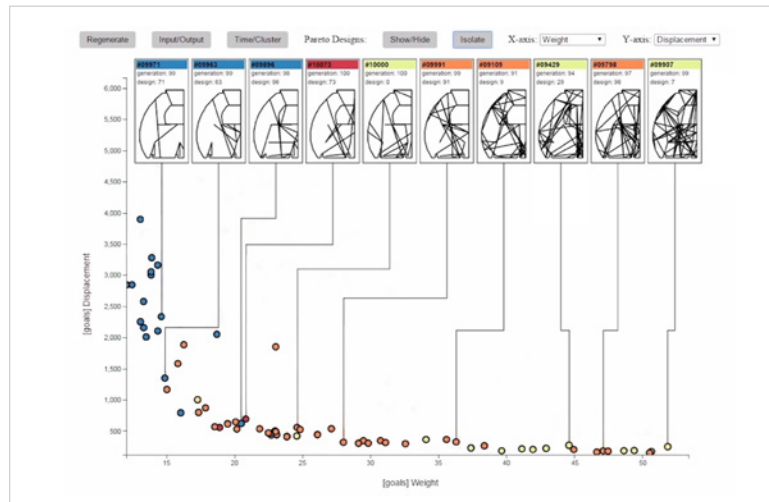 Regenerate Input/Output Time/Cluster Pareto Designs: Show/Hide Isolate X-axis: Weight Y-axis: Displacement
#09971 #09963 #09896 #10073 #10000 #09991 #09109 #09429 #09798 #09907
generation: 99 generation: 99 generation: 98 generation: 100 generation: 100 generation: 99 generation: 91 generation: 94 generation: 97 generation: 99
design: 71 design: 63 design: 96 design: 73 design: 0 design: 91 design: 9 design: 28 design: 98 design: 7
6,000
5,500
5,000
4,500
4,000
3,500
3,000
2,500
2,000
1,500
1,000
500
[goals] Displacement
15 20 25 30 35 40 45 50
[goals] Weight